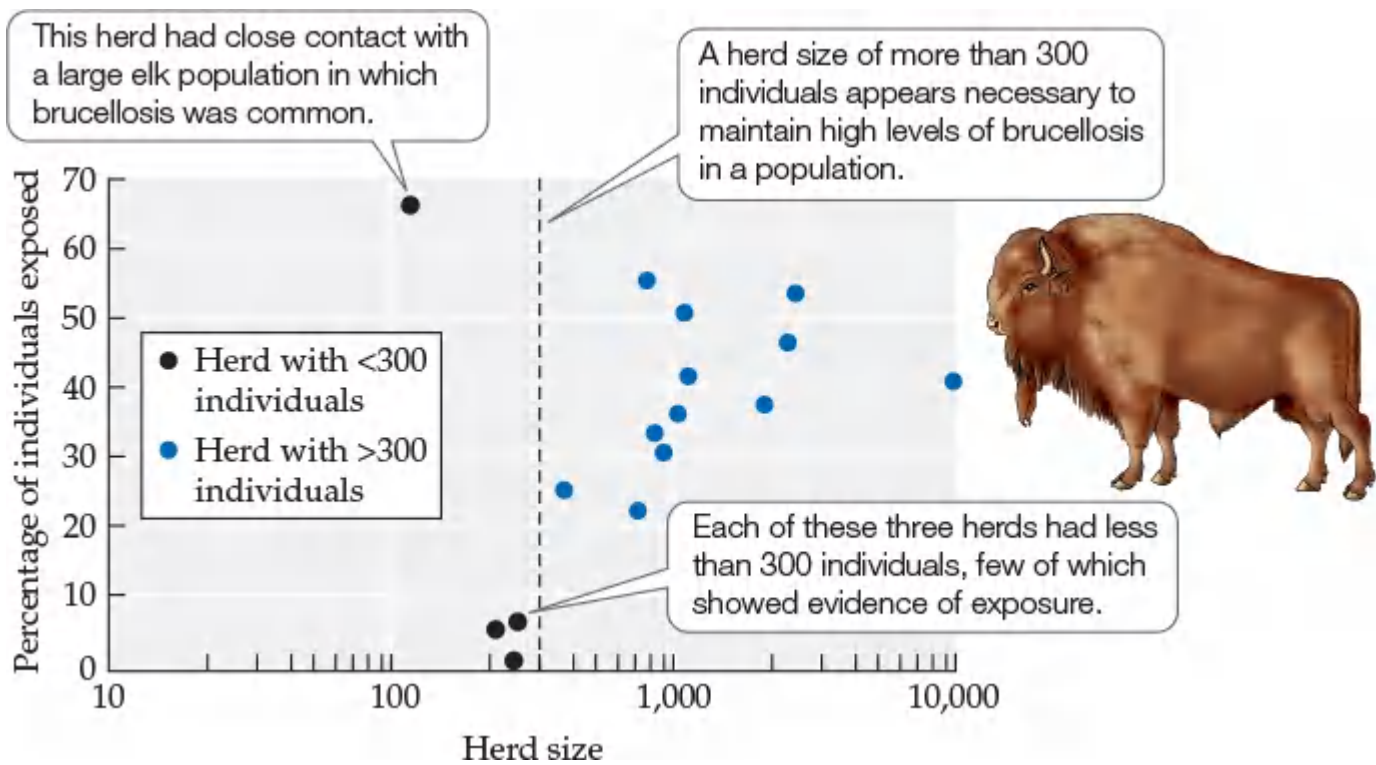 This herd had close contact with
a large elk population in which
brucellosis was common.
A herd size of more than 300
individuals appears necessary to
maintain high levels of brucellosis
in a population.
Percentage of individuals exposed
70
60
50
40
30
20
10
0
Herd with <300
individuals
Herd with >300
individuals
Each of these three herds had less
than 300 individuals, few of which
showed evidence of exposure.
10 100 1,000 10,000
Herd size